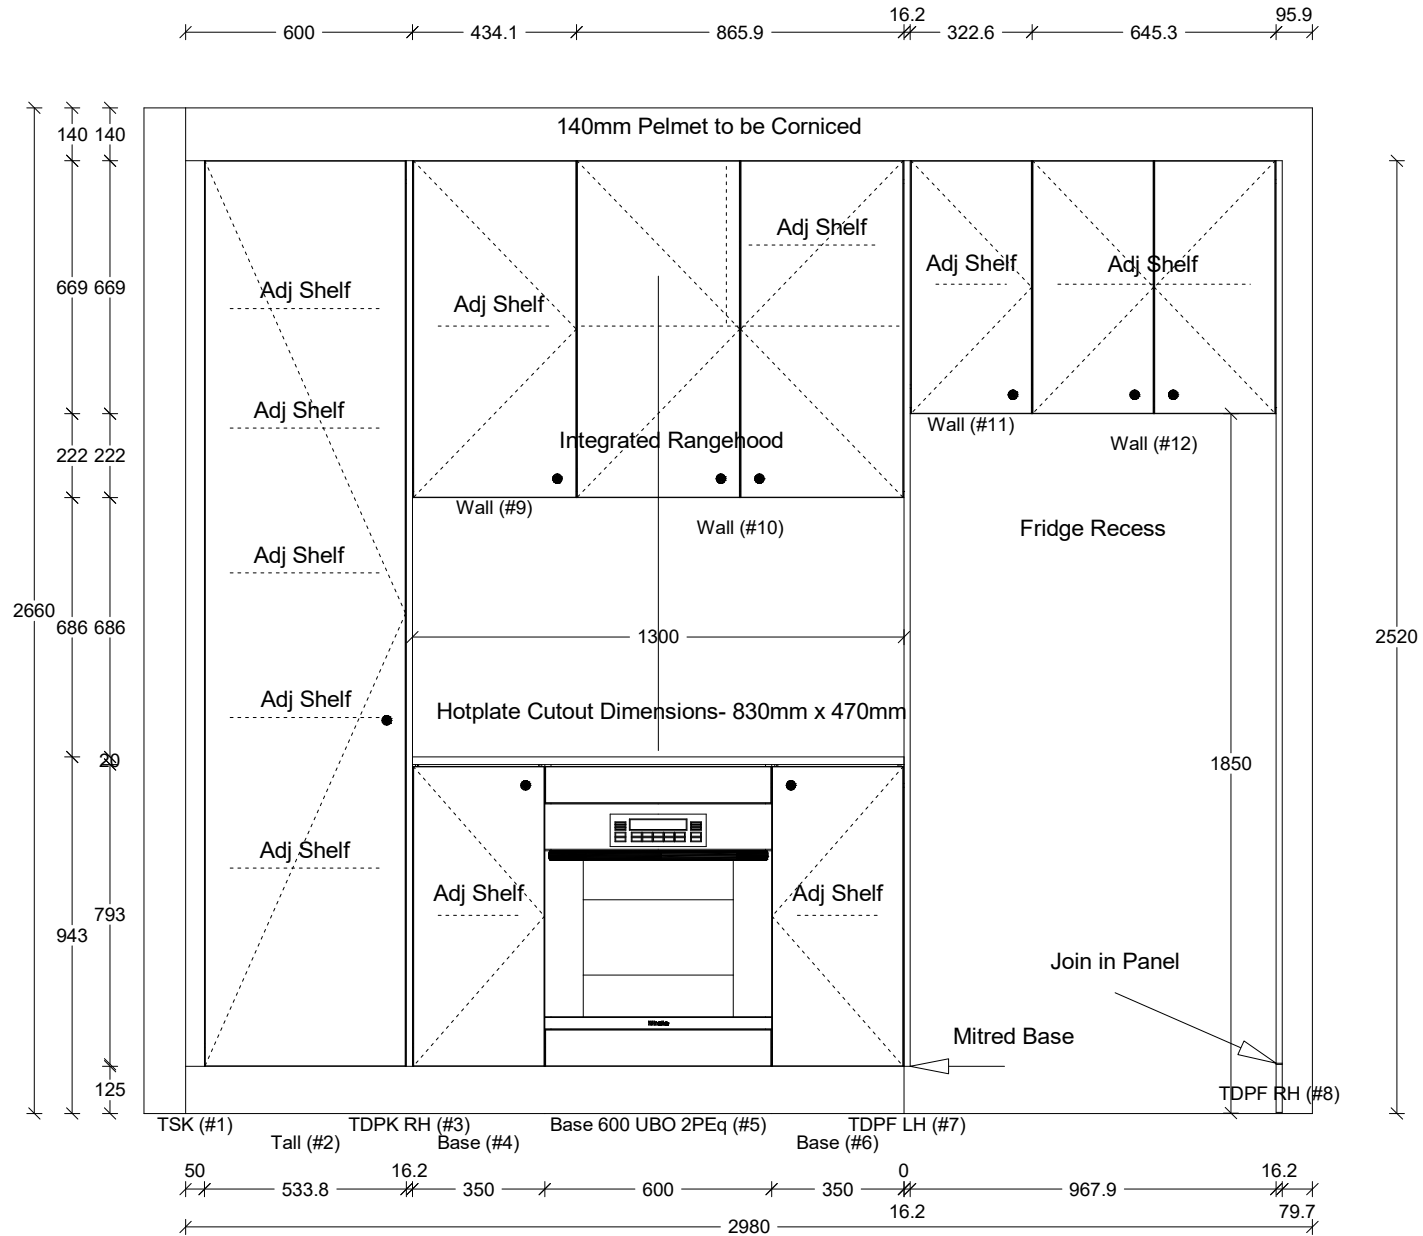 16.2
95.9
600
434.1
865.9
322.6
645.3
140
140
140mm Pelmet to be Corniced
Adj Shelf
669
669
Adj Shelf
Adj Shelf
Adj Shelf
Adj Shelf
Adj Shelf
222
222
Integrated Rangehood
Wall (#11)
Wall (#12)
Wall (#9)
Wall (#10)
Fridge Recess
Adj Shelf
2660
686
686
1300
2520
Adj Shelf
Hotplate Cutout Dimensions- 830mm x 470mm
20
1850
Adj Shelf
Adj Shelf
Adj Shelf
793
943
Join in Panel
Mitred Base
125
TDPF RH (#8)
TSK (#1)
TDPK RH (#3)
Base 600 UBO 2PEq (#5)
TDPF LH (#7)
Tall (#2)
Base (#4)
Base (#6)
50
16.2
0
16.2
533.8
350
600
350
967.9
16.2
79.7
2980